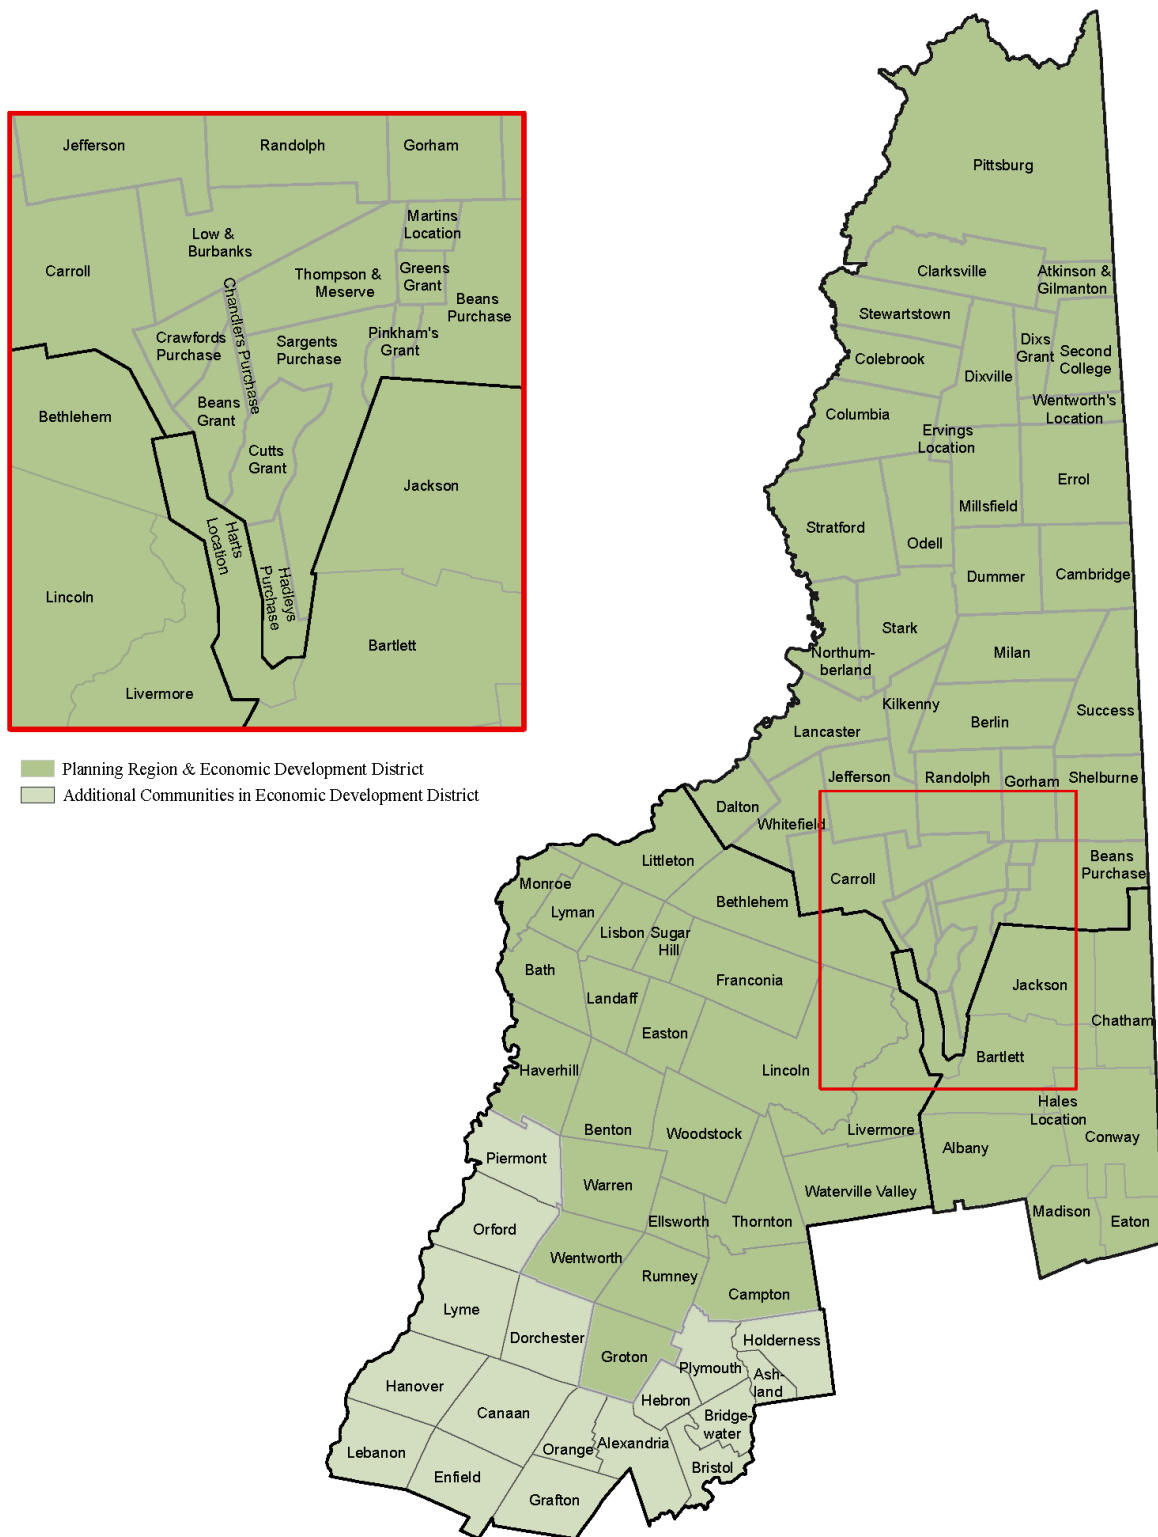 Jefferson
Randolph
Gorham
Martins
Location
Low &
Burbanks
Carroll
Thompson &
Meserve
Greens
Grant
Beans
Purchase
Chandlers Purchase
Crawfords
Purchase
Sargents
Purchase
Pinkham's
Grant
Bethlehem
Beans
Grant
Cutts
Grant
Jackson
Harts
Location
Hadleys
Purchase
Lincoln
Bartlett
Livermore
Planning Region & Economic Development District
Additional Communities in Economic Development District
Pittsburg
Clarksville
Atkinson &
Gilmanton
Stewartstown
Dixs
Grant
Second
College
Colebrook
Dixville
Wentworth's
Location
Columbia
Ervings
Location
Errol
Millsfield
Stratford
Odell
Dummer
Cambridge
Stark
Northum-
berland
Milan
Kilkenny
Success
Berlin
Lancaster
Jefferson
Randolph
Gorham
Shelburne
Dalton
Whitefield
Littleton
Beans
Purchase
Carroll
Monroe
Bethlehem
Lyman
Lisbon
Sugar
Hill
Bath
Franconia
Landaff
Jackson
Easton
Chatham
Bartlett
Haverhill
Lincoln
Hales
Location
Benton
Woodstock
Livermore
Conway
Albany
Piermont
Warren
Waterville Valley
Madison
Eaton
Ellsworth
Thornton
Orford
Wentworth
Rumney
Campton
Lyme
Dorchester
Holderness
Groton
Plymouth
Ash-
land
Hanover
Hebron
Canaan
Bridge-
water
Lebanon
Orange
Alexandria
Bristol
Enfield
Grafton